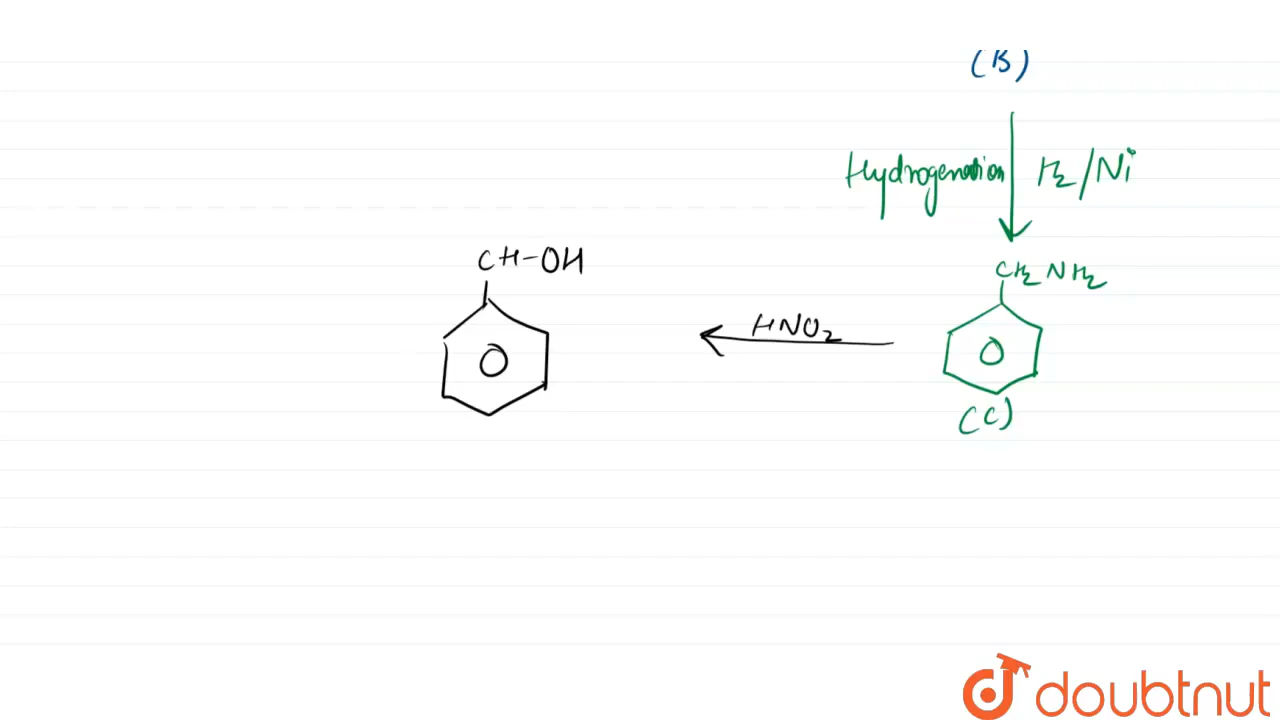 (B)
Hydrogenation H2/Ni
CH-OH
CH2NH2
HNO2
(C)
doubtnut